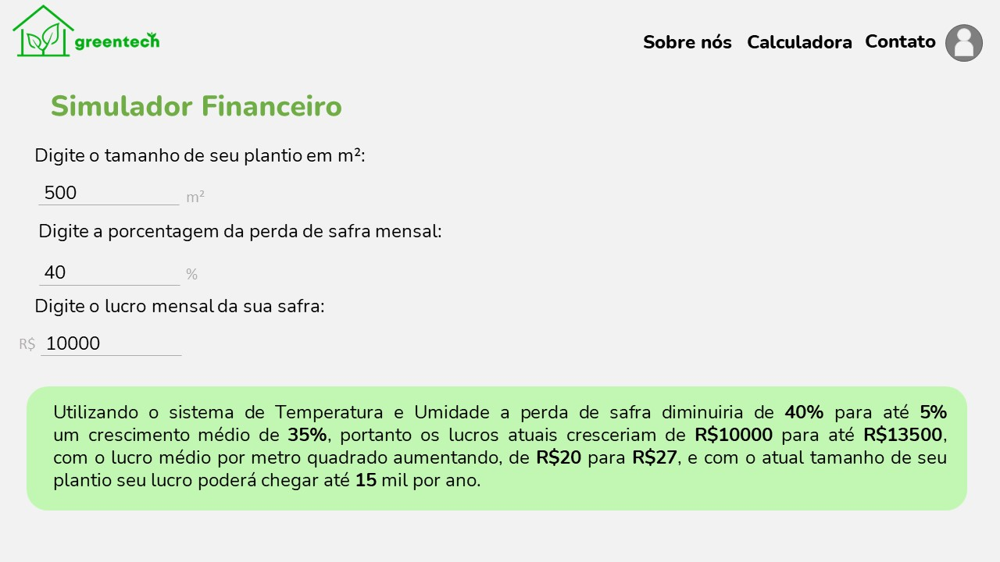 greentech
Sobre nós Calculadora Contato
Simulador Financeiro
Digite o tamanho de seu plantio em m²:
500 m²
Digite a porcentagem da perda de safra mensal:
40 %
Digite o lucro mensal da sua safra:
R$ 10000
Utilizando o sistema de Temperatura e Umidade a perda de safra diminuiria de 40% para até 5%
um crescimento médio de 35%, portanto os lucros atuais cresceriam de R$10000 para até R$13500,
com o lucro médio por metro quadrado aumentando, de R$20 para R$27, e com o atual tamanho de seu
plantio seu lucro poderá chegar até 15 mil por ano.